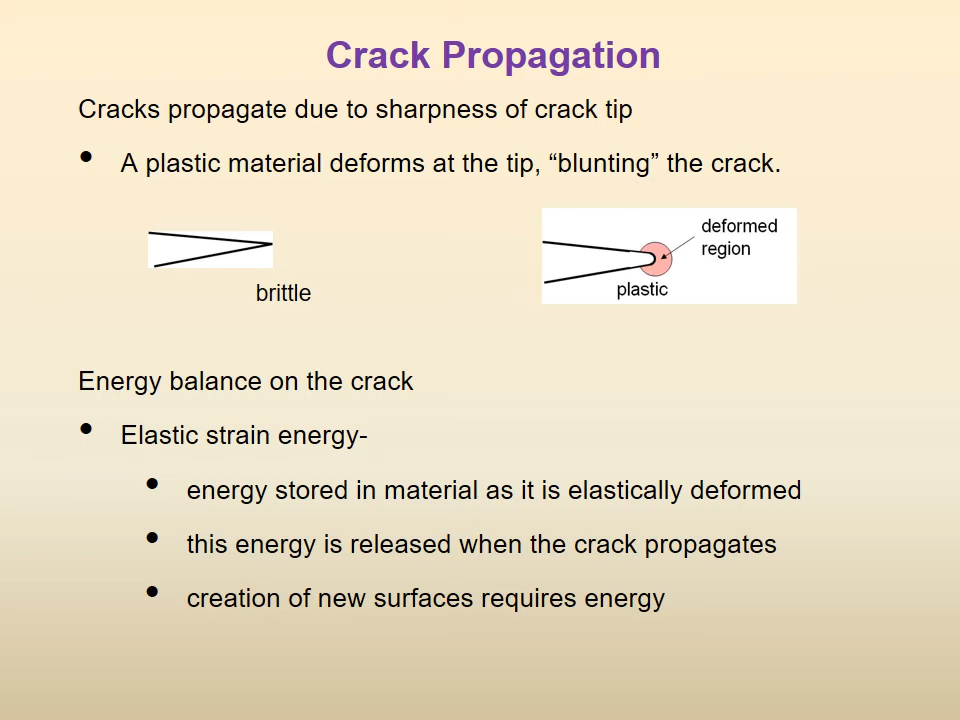 Crack Propagation
Cracks propagate due to sharpness of crack tip
• A plastic material deforms at the tip, “blunting” the crack.
deformed
region
plastic
brittle
Energy balance on the crack
• Elastic strain energy-
• energy stored in material as it is elastically deformed
• this energy is released when the crack propagates
• creation of new surfaces requires energy